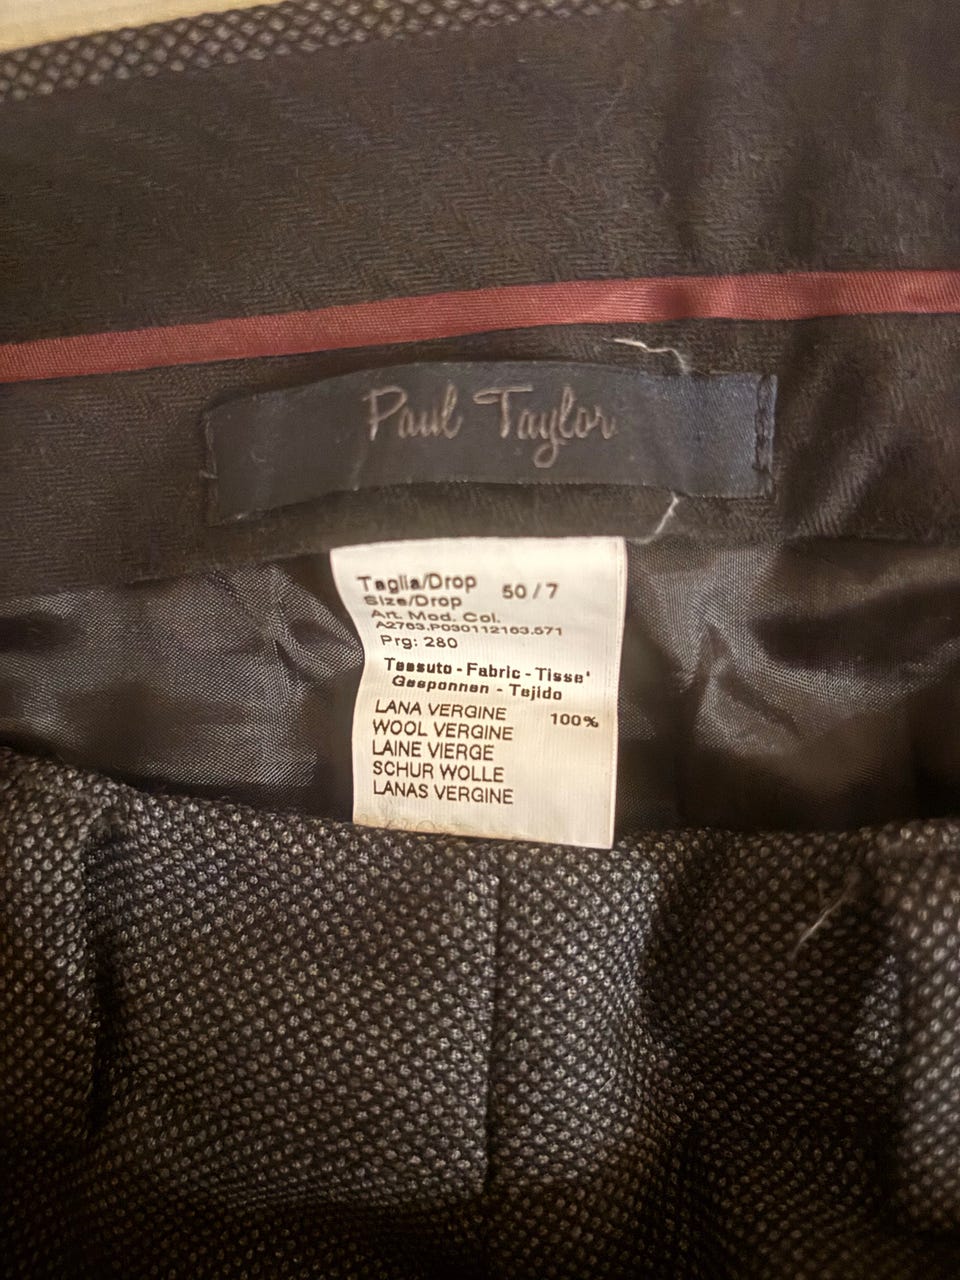 Paul Taylor
Taglia/Drop 50 / 7
Size/Drop
Art. Mod. Col.
A2763.P030112163.571
Prg: 280
Tessuto - Fabric - Tisse'
Gesponnen - Tejido
LANA VERGINE 100%
WOOL VERGINE
LAINE VIERGE
SCHUR WOLLE
LANAS VERGINE